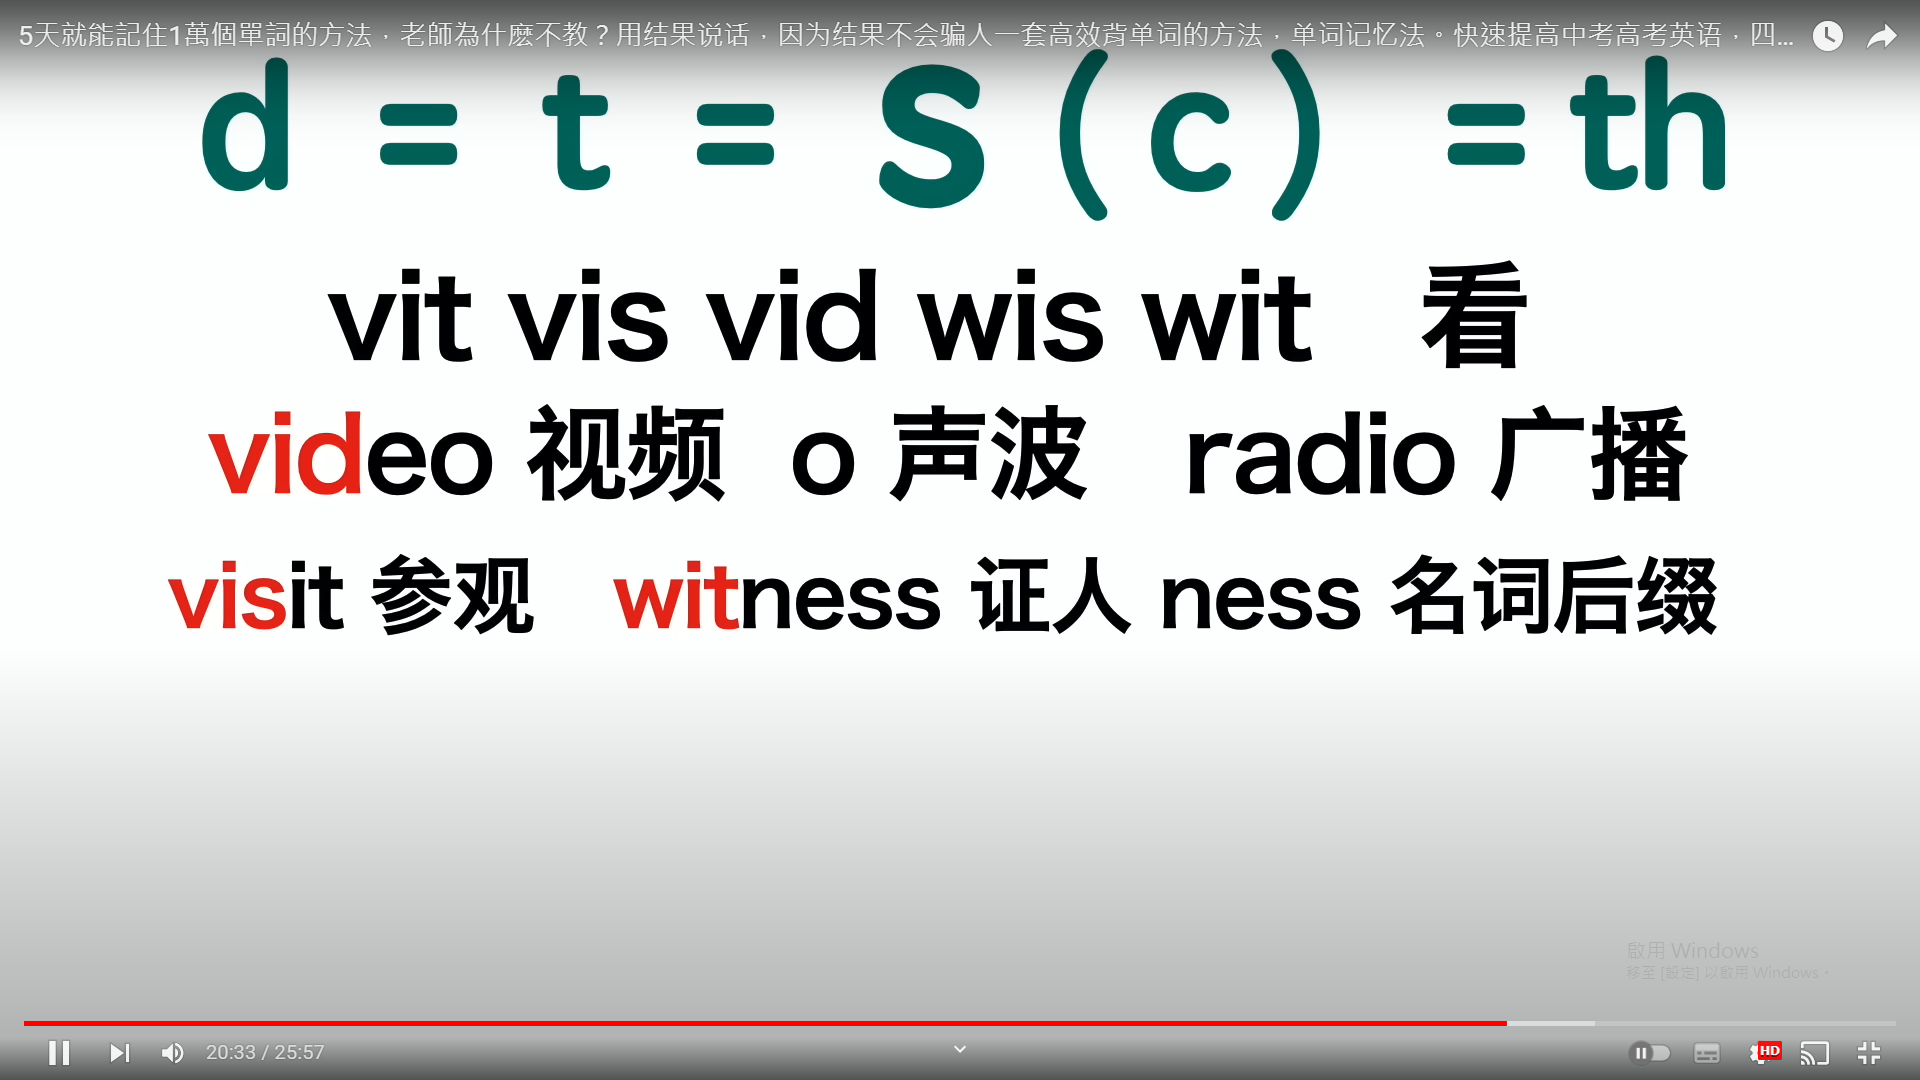 5天就能記住1萬個單詞的方法，老師為什麼不教？用结果说话，因为结果不会骗人一套高效背单词的方法，单词记忆法。快速提高中考高考英语，四...
d = t = S(c) = th
vit vis vid wis wit 看
video 视频 o 声波 radio 广播
visit 参观 witness 证人 ness 名词后缀
啟用 Windows
移至 [設定] 以啟用 Windows。
20:33 / 25:57
HD